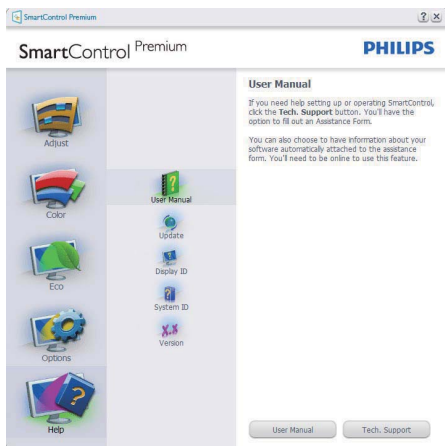 SmartControl Premium
SmartControl Premium
PHILIPS
Adjust
Color
Eco
Options
Help
User Manual
Update
Display ID
System ID
X.X
Version
User Manual
If you need help setting up or operating SmartControl,
click the Tech. Support button. You'll have the
option to fill out an Assistance Form.
You can also choose to have information about your
software automatically attached to the assistance
form. You'll need to be online to use this feature.
User Manual
Tech. Support